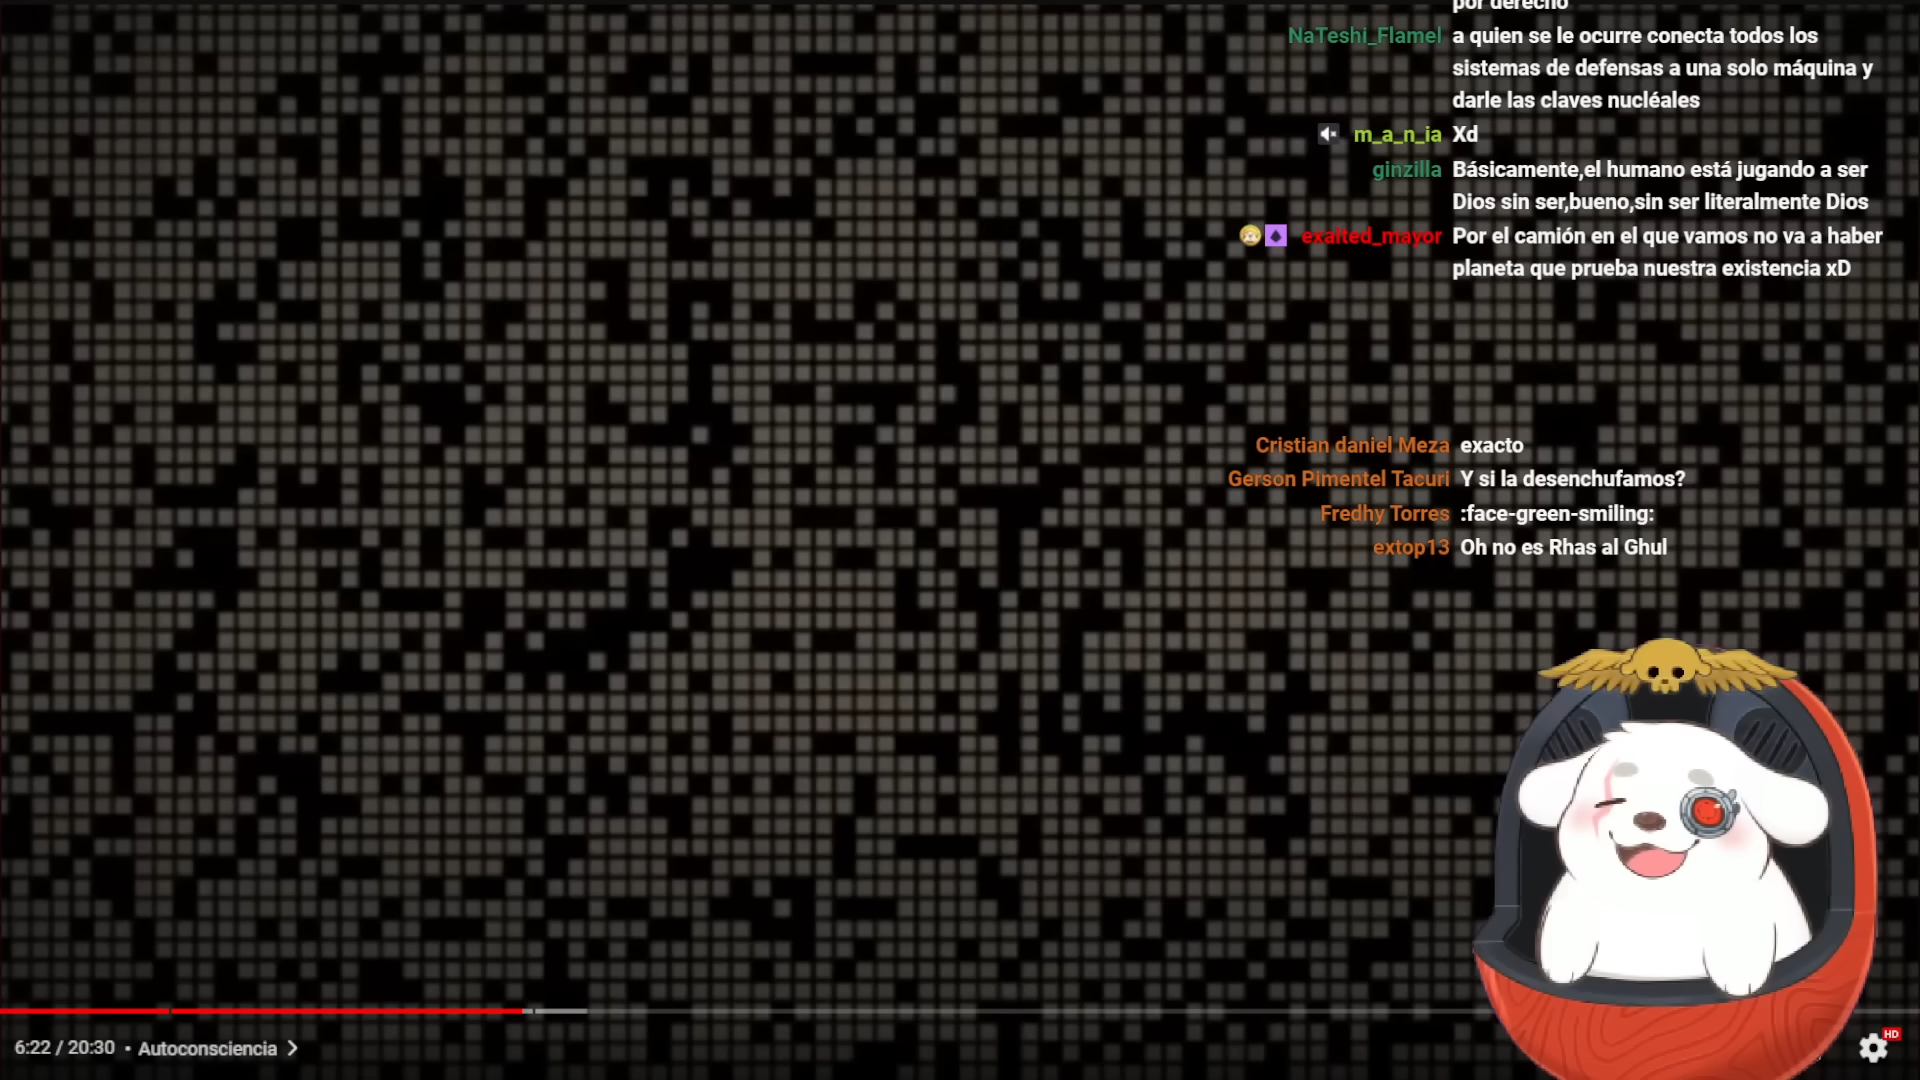 por derecho
NaTeshi_Flamel a quien se le ocurre conecta todos los
sistemas de defensas a una solo máquina y
darle las claves nucléales
m_a_n_ia Xd
ginzilla Básicamente,el humano está jugando a ser
Dios sin ser,bueno,sin ser literalmente Dios
exalted_mayor Por el camión en el que vamos no va a haber
planeta que prueba nuestra existencia xD
Cristian daniel Meza exacto
Gerson Pimentel Tacuri Y si la desenchufamos?
Fredhy Torres :face-green-smiling:
extop13 Oh no es Rhas al Ghul
6:22 / 20:30 • Autoconsciencia
HD